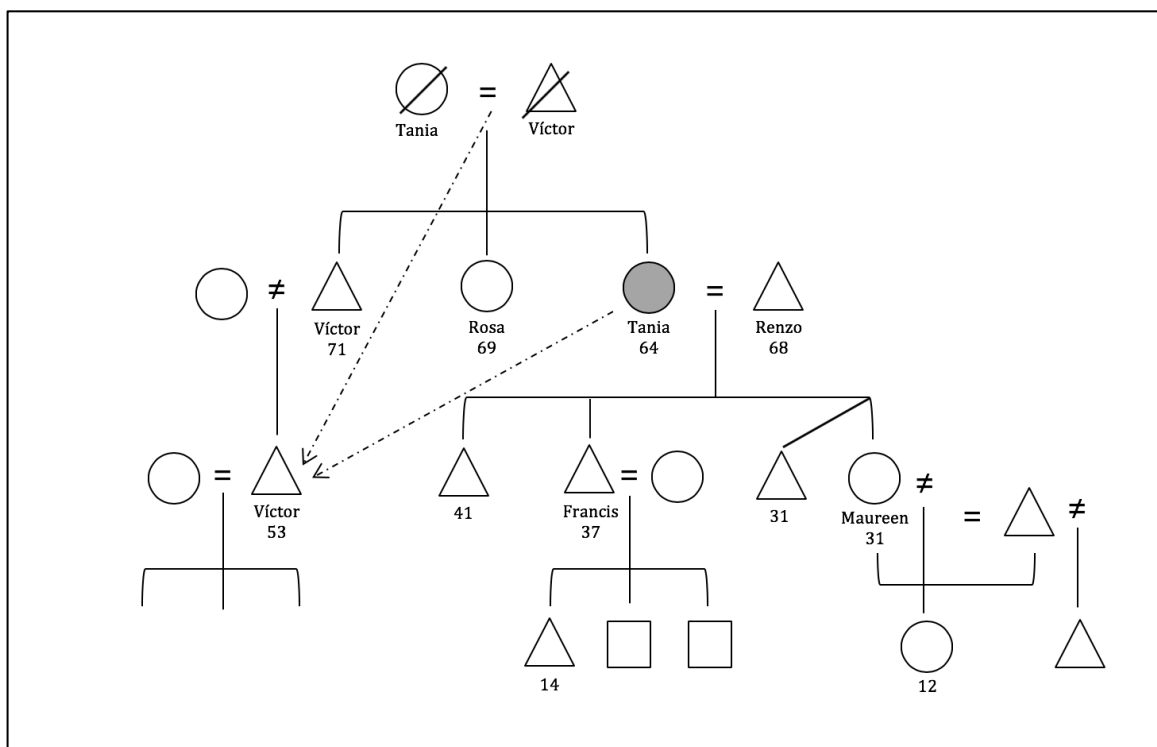 Tania
Víctor
Víctor
71
Rosa
69
Tania
64
Renzo
68
Víctor
53
41
Francis
37
31
Maureen
31
14
12